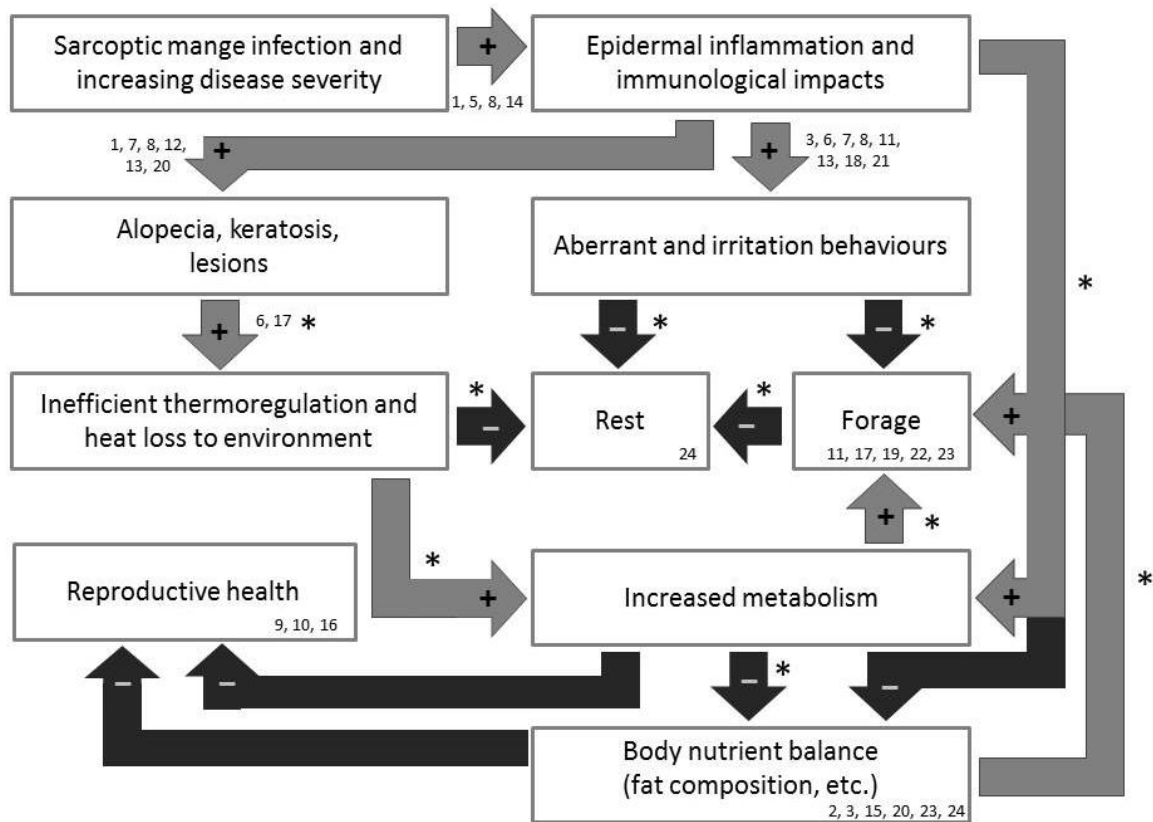 Sarcoptic mange infection and
increasing disease severity
+
1, 5, 8, 14
Epidermal inflammation and
immunological impacts
1, 7, 8, 12,
13, 20
+
+
3, 6, 7, 8, 11,
13, 18, 21
Alopecia, keratosis,
lesions
Aberrant and irritation behaviours
*
+
6, 17 *
–
*
–
*
Inefficient thermoregulation and
heat loss to environment
*
–
Rest
24
*
–
Forage
11, 17, 19, 22, 23
+
*
+
*
Reproductive health
9, 10, 16
+
Increased metabolism
+
*
–
–
–
*
–
Body nutrient balance
(fat composition, etc.)
2, 3, 15, 20, 23, 24